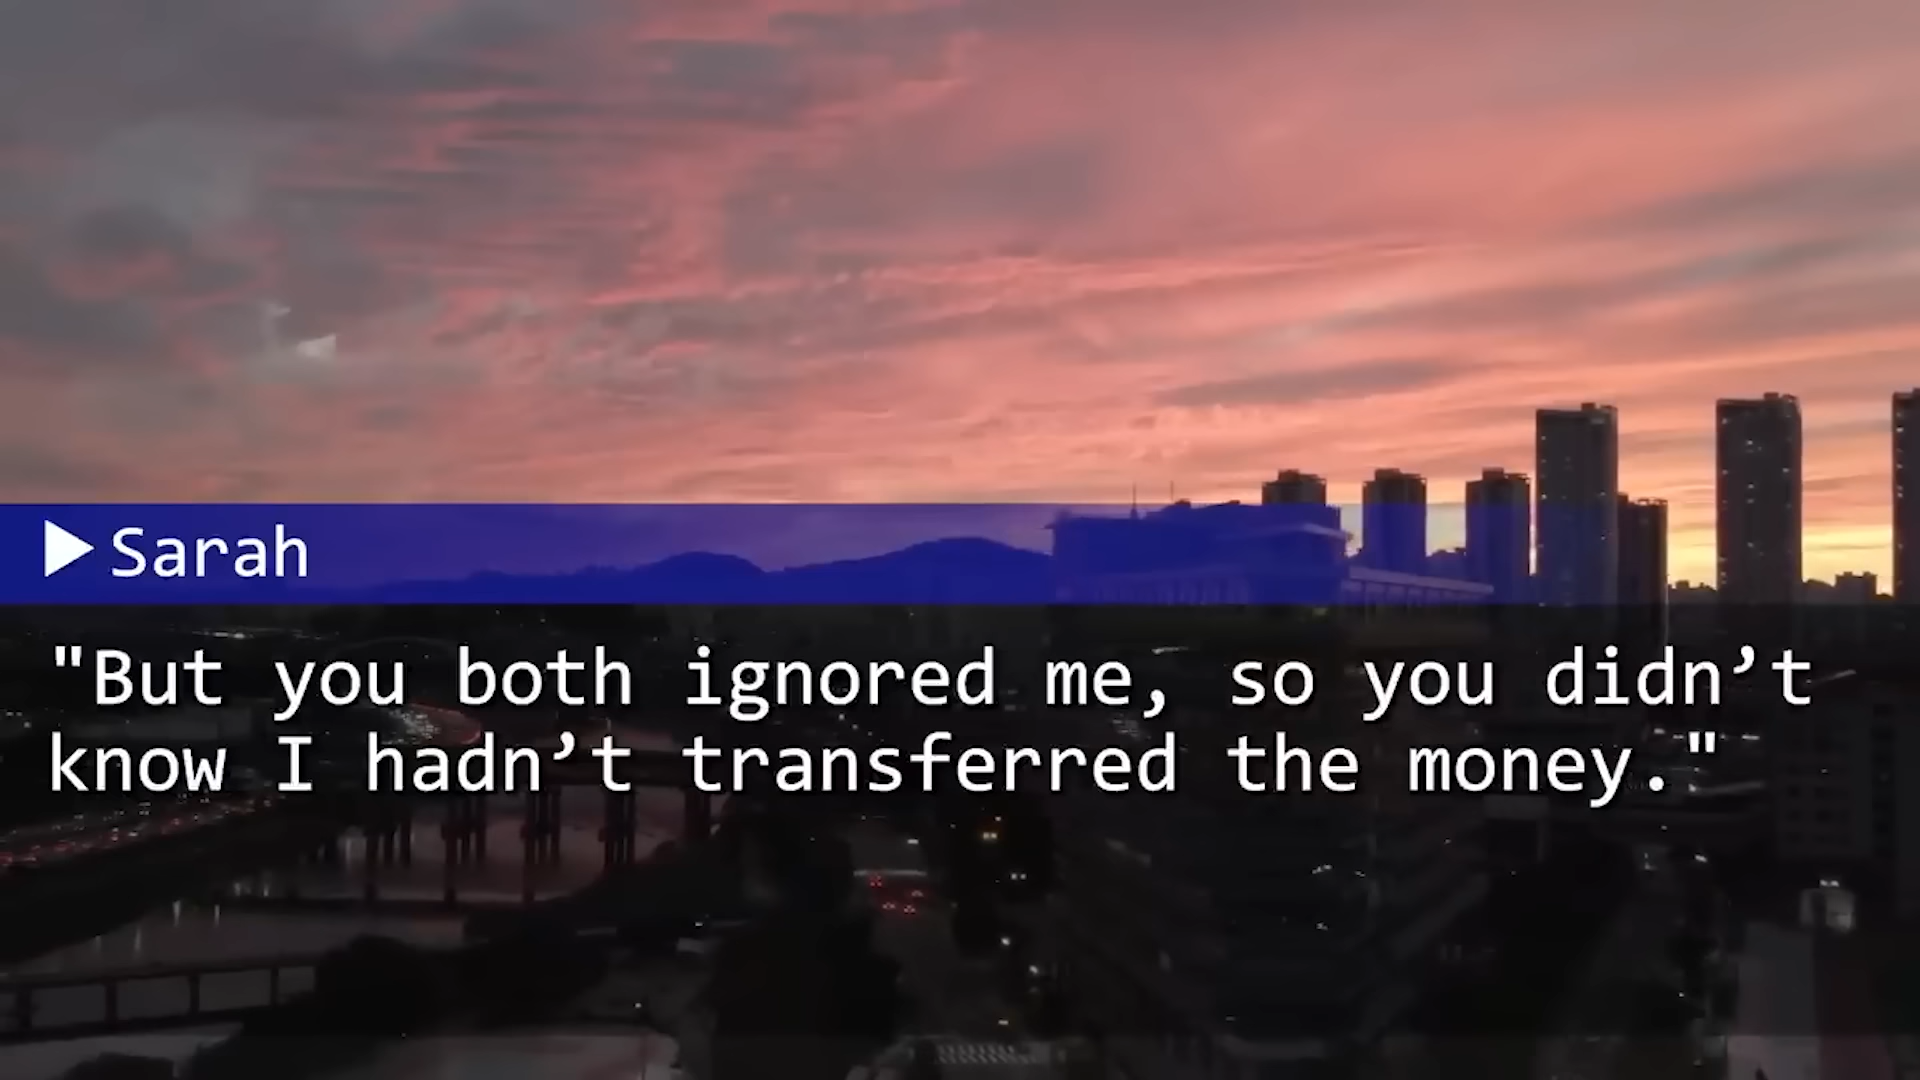 Sarah
"But you both ignored me, so you didn’t
know I hadn’t transferred the money."